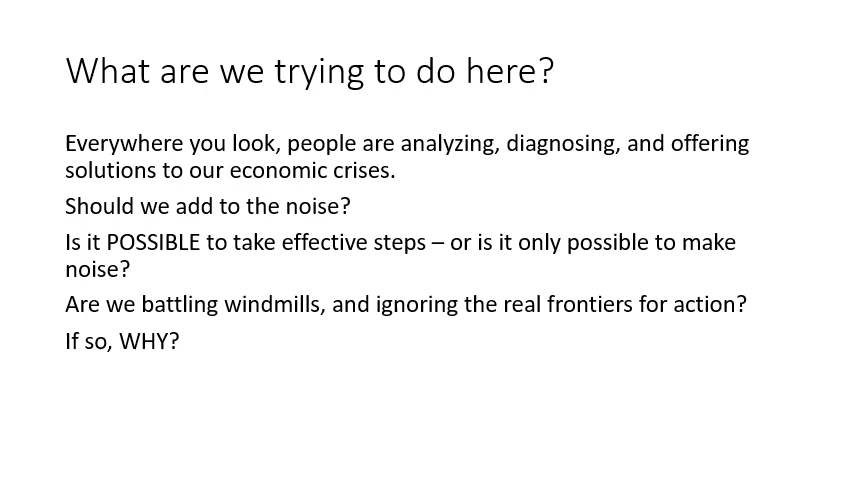 What are we trying to do here?
Everywhere you look, people are analyzing, diagnosing, and offering
solutions to our economic crises.
Should we add to the noise?
Is it POSSIBLE to take effective steps – or is it only possible to make
noise?
Are we battling windmills, and ignoring the real frontiers for action?
If so, WHY?